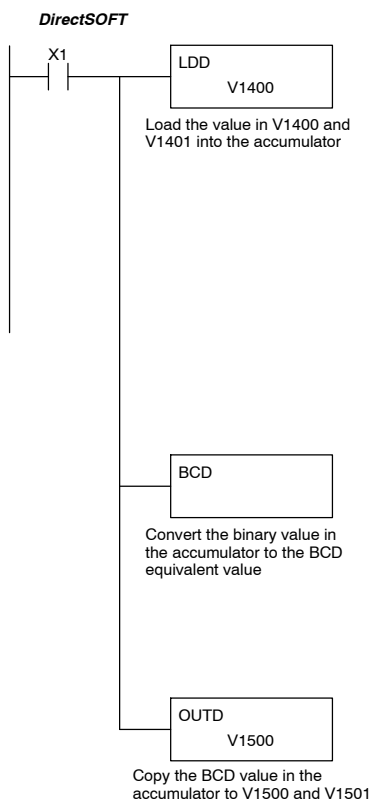 DirectSOFT
X1
LDD
V1400
Load the value in V1400 and
V1401 into the accumulator
BCD
Convert the binary value in
the accumulator to the BCD
equivalent value
OUTD
V1500
Copy the BCD value in the
accumulator to V1500 and V1501